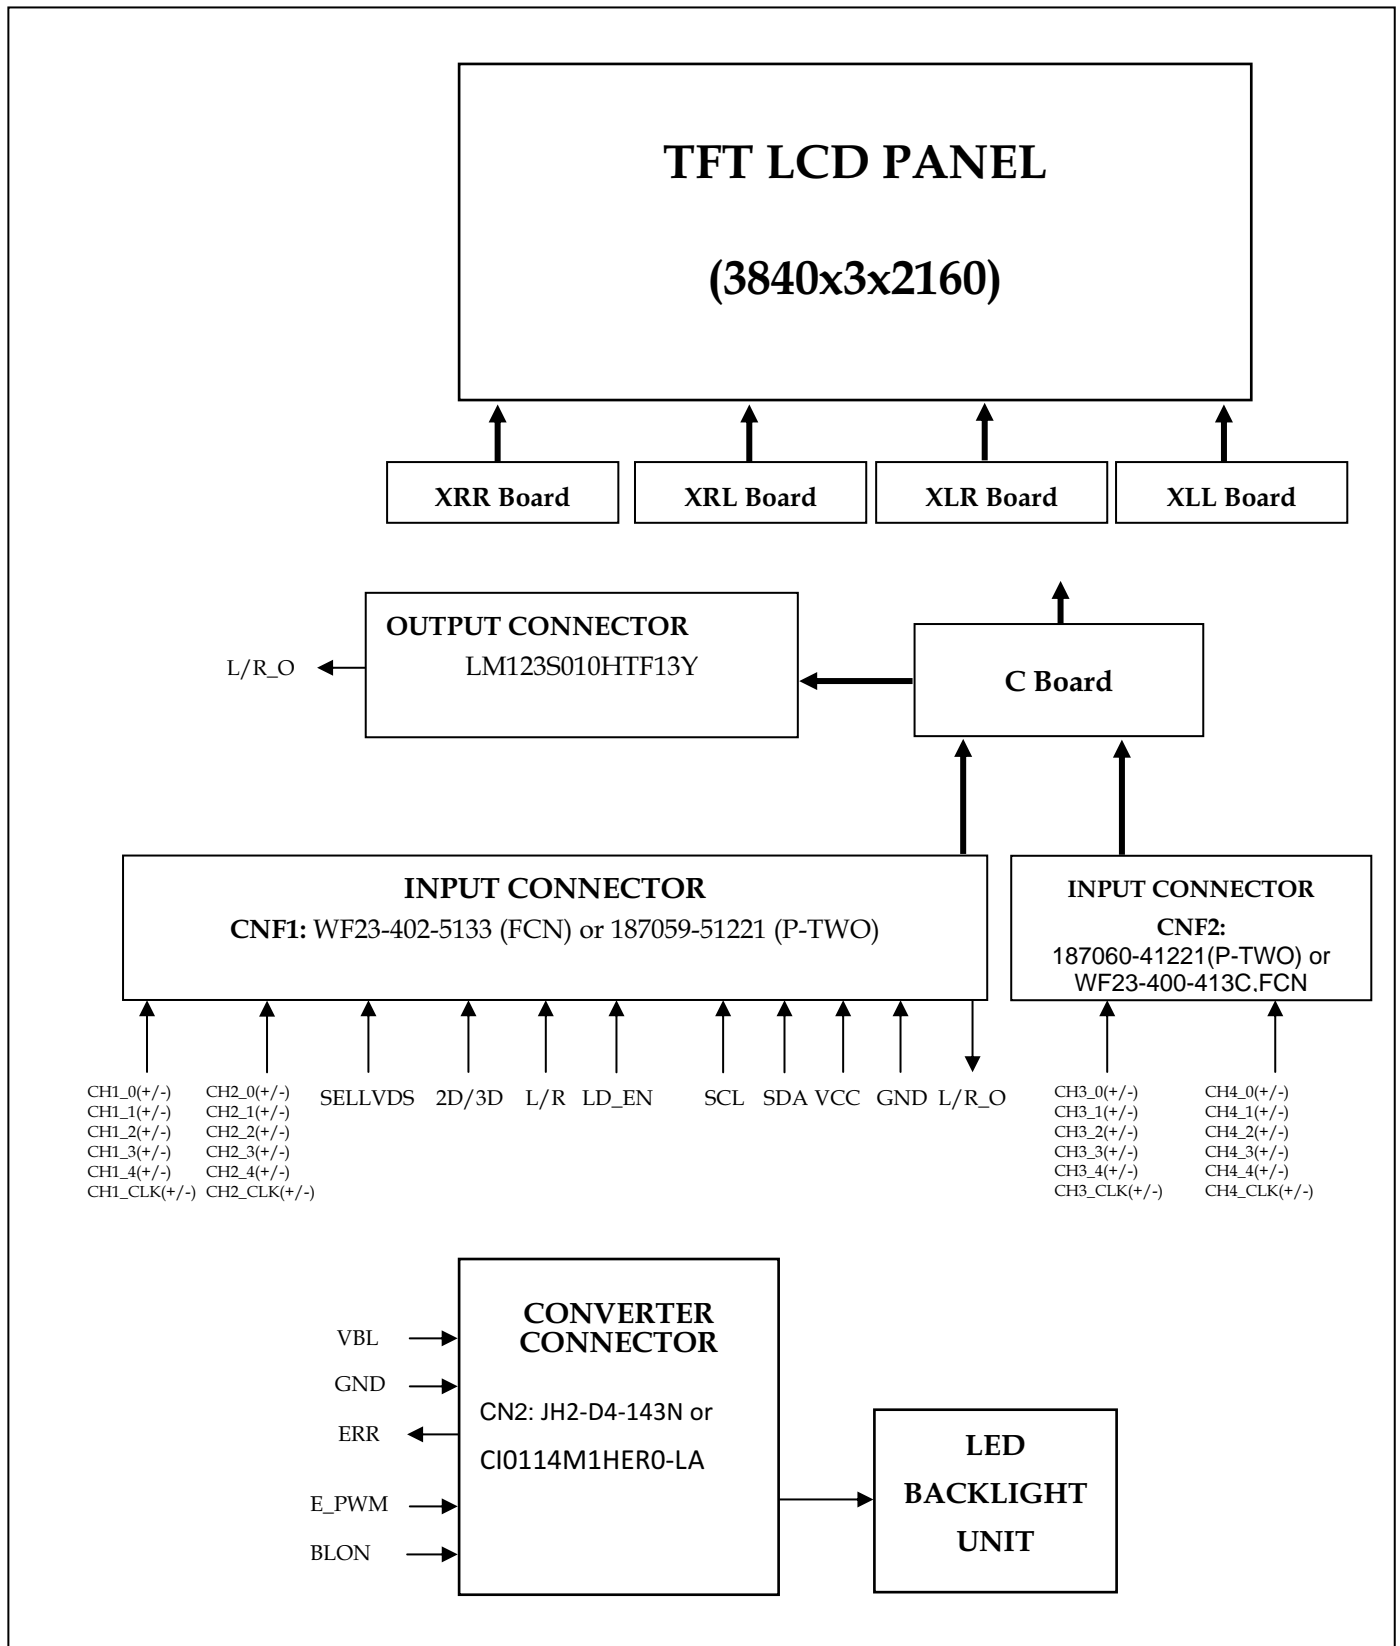 TFT LCD PANEL
(3840x3x2160)
XRR Board
XRL Board
XLR Board
XLL Board
OUTPUT CONNECTOR
LM123S010HTF13Y
L/R_O
C Board
INPUT CONNECTOR
CNF1: WF23-402-5133 (FCN) or 187059-51221 (P-TWO)
INPUT CONNECTOR
CNF2:
187060-41221(P-TWO) or
WF23-400-413C.FCN
CH1_0(+/-)
CH1_1(+/-)
CH1_2(+/-)
CH1_3(+/-)
CH1_4(+/-)
CH1_CLK(+/-)
CH2_0(+/-)
CH2_1(+/-)
CH2_2(+/-)
CH2_3(+/-)
CH2_4(+/-)
CH2_CLK(+/-)
SELLVDS
2D/3D
L/R
LD_EN
SCL
SDA
VCC
GND
L/R_O
CH3_0(+/-)
CH3_1(+/-)
CH3_2(+/-)
CH3_3(+/-)
CH3_4(+/-)
CH3_CLK(+/-)
CH4_0(+/-)
CH4_1(+/-)
CH4_2(+/-)
CH4_3(+/-)
CH4_4(+/-)
CH4_CLK(+/-)
VBL
GND
ERR
E_PWM
BLON
CONVERTER
CONNECTOR
CN2: JH2-D4-143N or
CI0114M1HER0-LA
LED
BACKLIGHT
UNIT